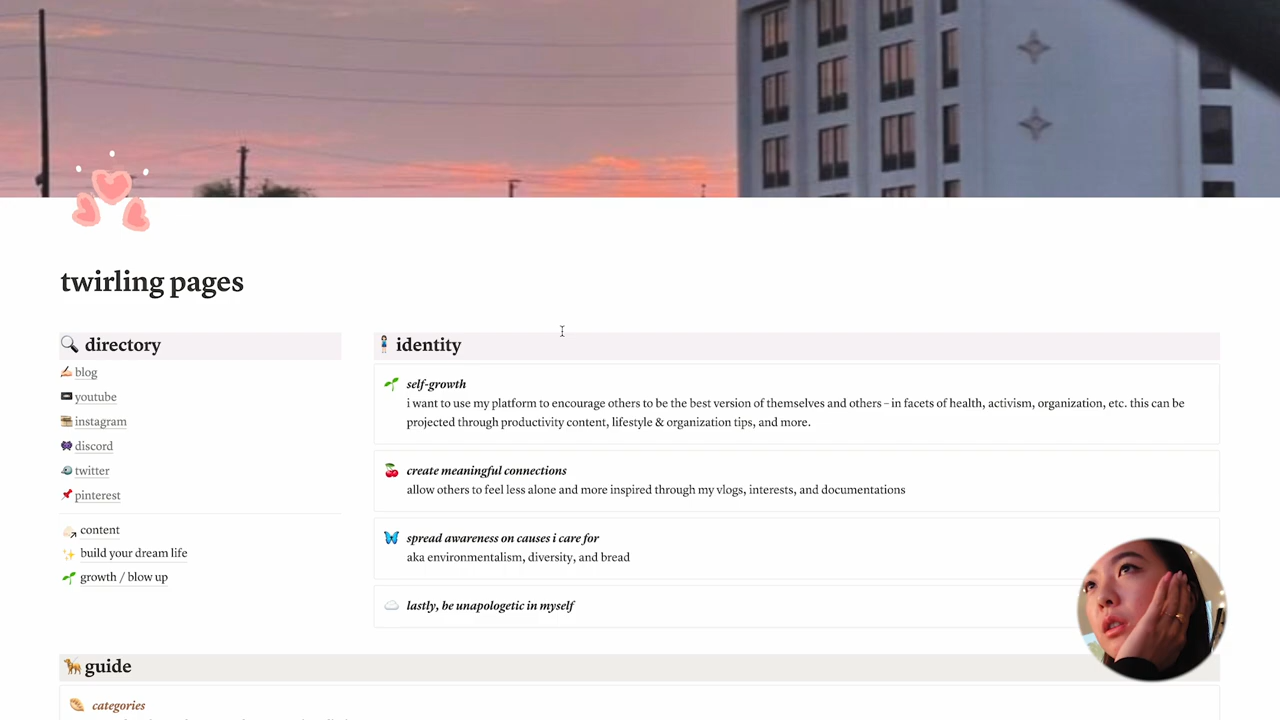 twirling pages
directory
blog
youtube
instagram
discord
twitter
pinterest
content
build your dream life
growth / blow up
identity
self-growth
i want to use my platform to encourage others to be the best version of themselves and others – in facets of health, activism, organization, etc. this can be
projected through productivity content, lifestyle & organization tips, and more.
create meaningful connections
allow others to feel less alone and more inspired through my vlogs, interests, and documentations
spread awareness on causes i care for
aka environmentalism, diversity, and bread
lastly, be unapologetic in myself
guide
categories